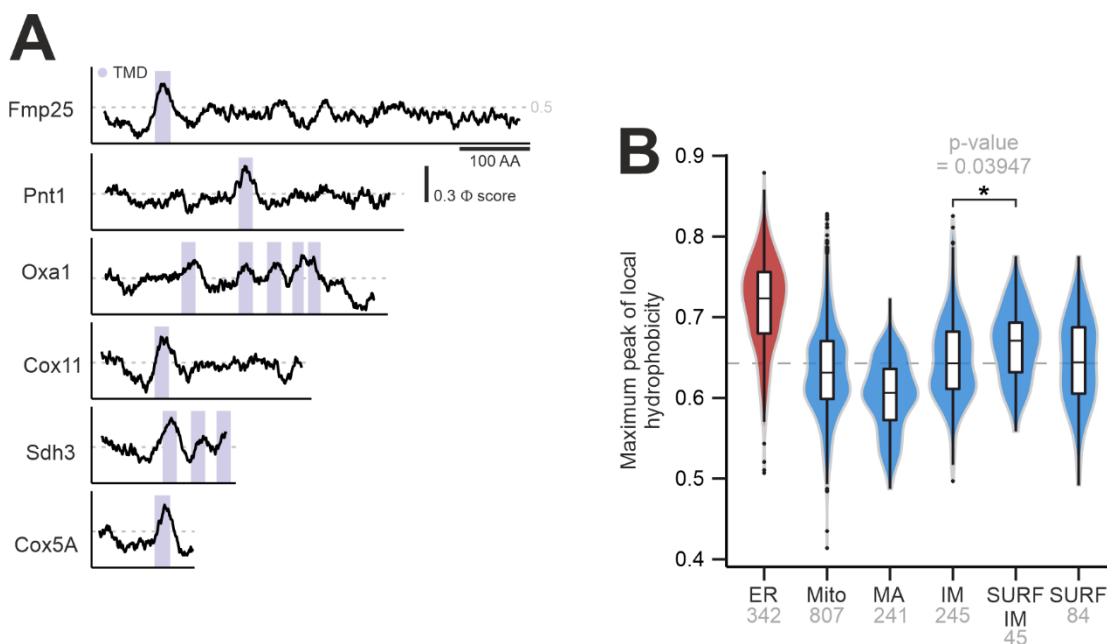 A
TMD
Fmp25
0.5
100 AA
Pnt1
0.3 Φ score
Oxa1
Cox11
Sdh3
Cox5A
B
p-value
= 0.03947
*
Maximum peak of local
hydrophobicity
0.9
0.8
0.7
0.6
0.5
0.4
ER Mito MA IM SURF SURF
IM
342 807 241 245 84
45